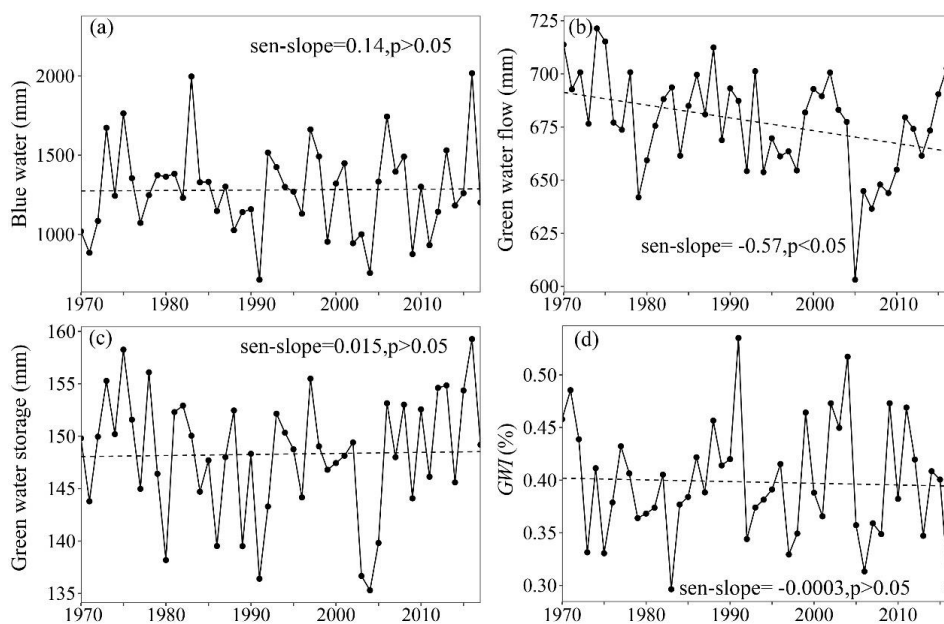 (a)
sen-slope=0.14,p>0.05
Blue water (mm)
2000
1500
1000
1970 1980 1990 2000 2010
(b)
sen-slope= -0.57,p<0.05
Green water flow (mm)
725
700
675
650
625
600
1970 1980 1990 2000 2010
(c)
sen-slope=0.015,p>0.05
Green water storage (mm)
160
155
150
145
140
135
1970 1980 1990 2000 2010
(d)
sen-slope= -0.0003,p>0.05
GWI (%)
0.50
0.45
0.40
0.35
0.30
1970 1980 1990 2000 2010